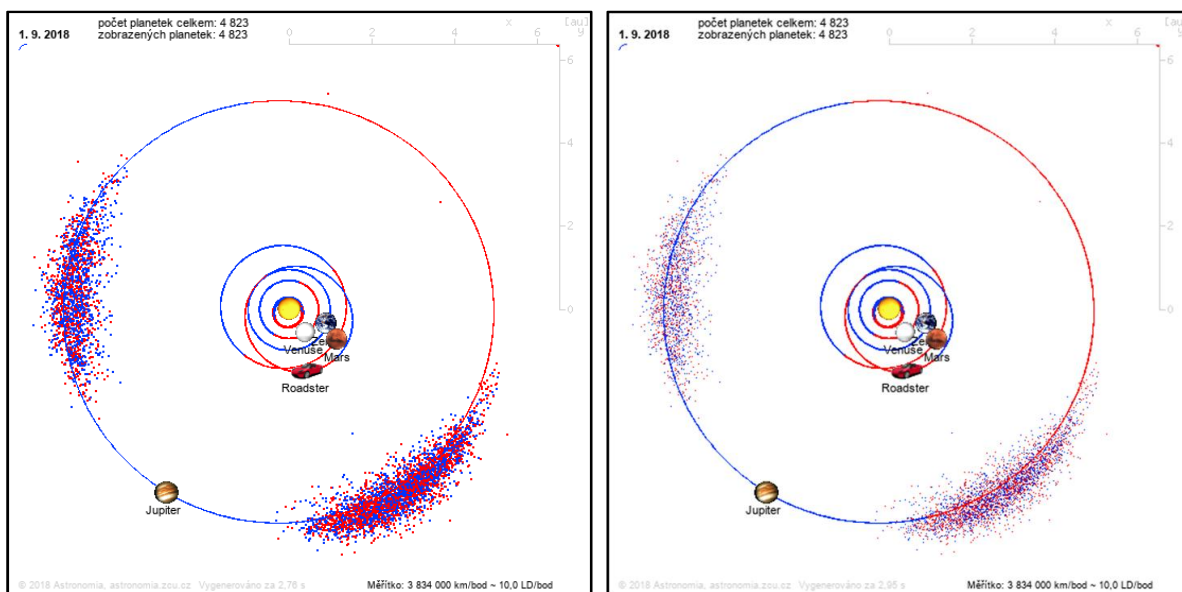 počet planetek celkem: 4 823
zobrazených planetek: 4 823
1. 9. 2018
x [au]
0 2 4 6 9
6
4
2
0
Venuše
Mars
Roadster
Jupiter
© 2018 Astronomia, astronomia.zcu.cz Vygenerováno za 2,76 s
Měřítko: 3 834 000 km/bod ~ 10,0 LD/bod
počet planetek celkem: 4 823
zobrazených planetek: 4 823
1. 9. 2018
x [au]
0 2 4 6 9
6
4
2
0
Venuše
Mars
Roadster
Jupiter
© 2018 Astronomia, astronomia.zcu.cz Vygenerováno za 2,95 s
Měřítko: 3 834 000 km/bod ~ 10,0 LD/bod